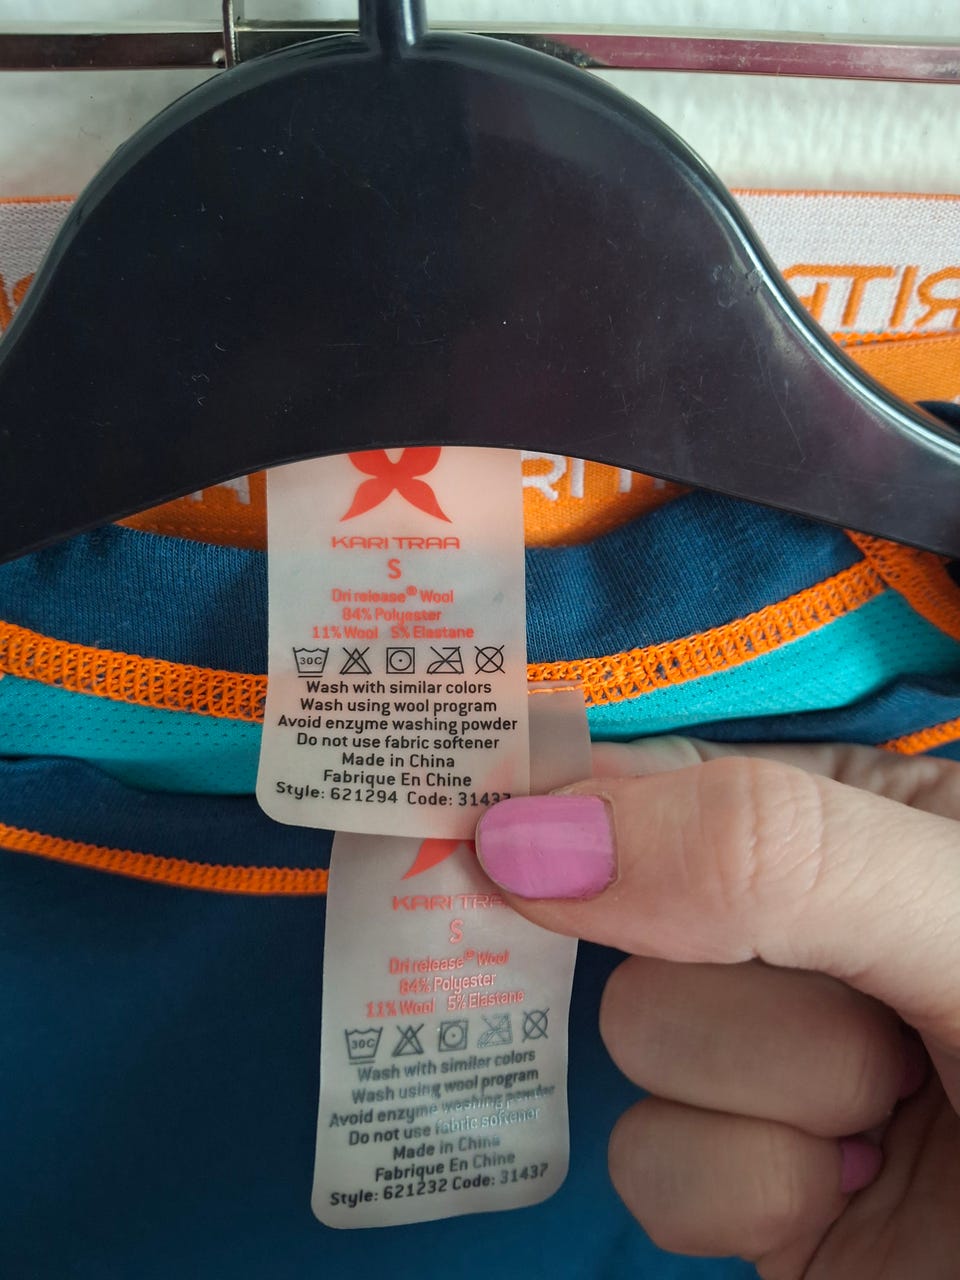 KARI TRAA
S
Dri release® Wool
84% Polyester
11% Wool 5% Elastane
30C
Wash with similar colors
Wash using wool program
Avoid enzyme washing powder
Do not use fabric softener
Made in China
Fabrique En Chine
Style: 621294 Code: 31437
KARI TRA
S
Dri release® Wool
84% Polyester
11% Wool 5% Elastane
30C
Wash with similar colors
Wash using wool program
Avoid enzyme washing powder
Do not use fabric softener
Made in China
Fabrique En Chine
Style: 621232 Code: 31437